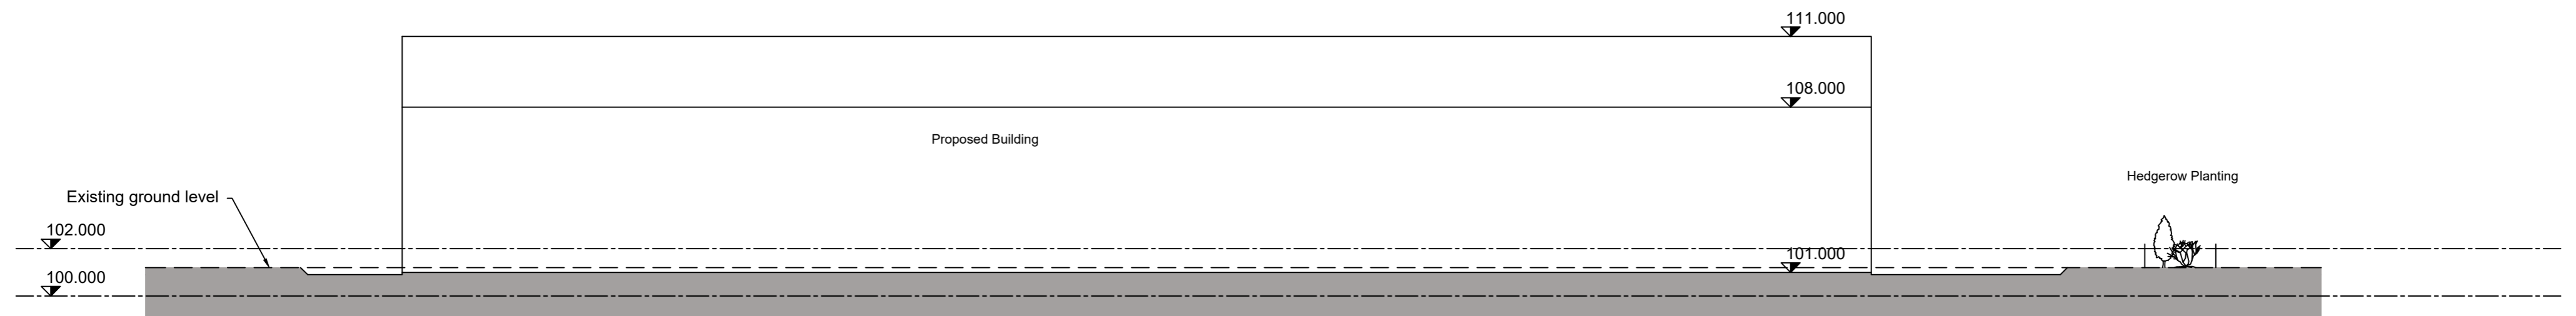 111.000
108.000
Proposed Building
Hedgerow Planting
Existing ground level
102.000
101.000
100.000